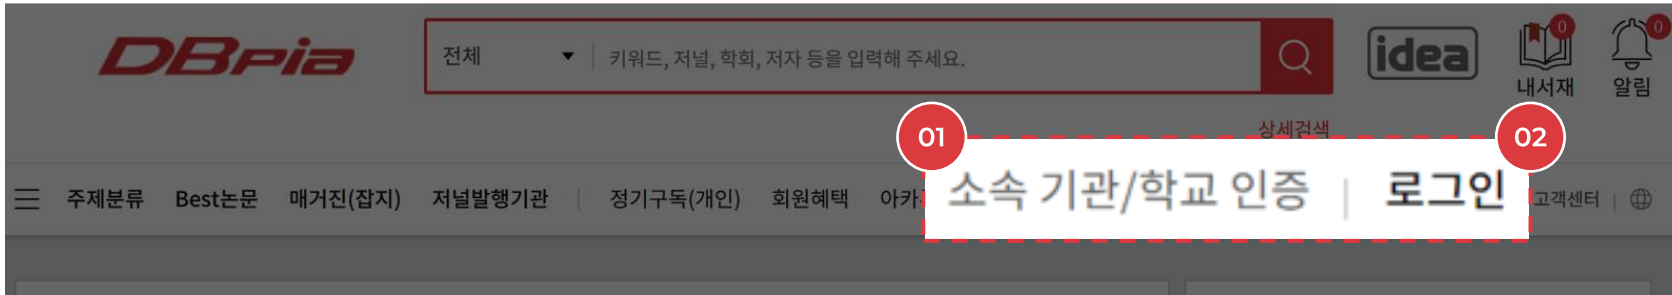 DBpia
전체
키워드, 저널, 학회, 저자 등을 입력해 주세요.
idea
0
내서재
0
알림
상세검색
01
02
주제분류 Best논문 매거진(잡지) 저널발행기관 | 정기구독(개인) 회원혜택
소속 기관/학교 인증 | 로그인
고객센터 |